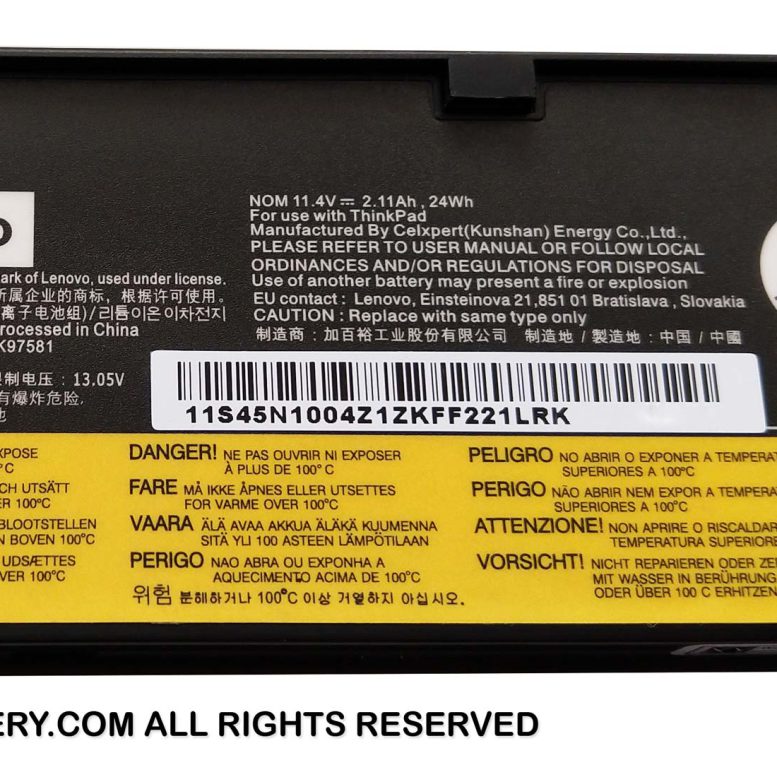 NOM 11.4V⎓ 2.11Ah , 24Wh
For use with ThinkPad
Manufactured By Celxpert(Kunshan) Energy Co.,Ltd.,
PLEASE REFER TO USER MANUAL OR FOLLOW LOCAL
ORDINANCES AND/OR REGULATIONS FOR DISPOSAL
Use of another battery may present a fire or explosion
EU contact : Lenovo, Einsteinova 21,851 01 Bratislava , Slovakia
CAUTION : Replace with same type only
制造商：加百裕工业股份有限公司 制造地 / 製造地：中国 / 中國
ark of Lenovo, used under license.
所属企业的商标，根据许可使用。
离子电池组)/리튬이온이차전지
rocessed in China
K97581
制电压：13.05V
有爆炸危险.
11S45N1004Z1ZKFF221LRK
EXPOSE
°C
CH UTSÄTT
R 100°C
BLOOTSTELLEN
N BOVEN 100°C
UDSÆTTES
VER 100°C
DANGER! NE PAS OUVRIR NI EXPOSER
À PLUS DE 100°C
FARE MÅ IKKE ÅPNES ELLER UTSETTES
FOR VARME OVER 100°C
VAARA ÄLÄ AVAA AKKUA ÄLÄKÄ KUUMENNA
SITÄ YLI 100 ASTEEN LÄMPÖTILAAN
PERIGO NAO ABRA OU EXPONHA A
AQUECIMENTO ACIMA DE 100°C
위험 분해하거나 100°C 이상 거열하지 아십시오.
PELIGRO NO ABRIR O EXPONER A TEMPERAT
SUPERIORES A 100°C
PERIGO NÃO ABRIR NEM EXPOR A TEMPERAT
SUPERIORES A 100°C
ATTENZIONE! NON APRIRE O RISCALDAR
TEMPERATURA SUPERIORE
VORSICHT! NICHT REPARIEREN ODER ZE
MIT WASSER IN BERÜHRUNG
ODER ÜBER 100 C ERHITZEN
ERY.COM ALL RIGHTS RESERVED